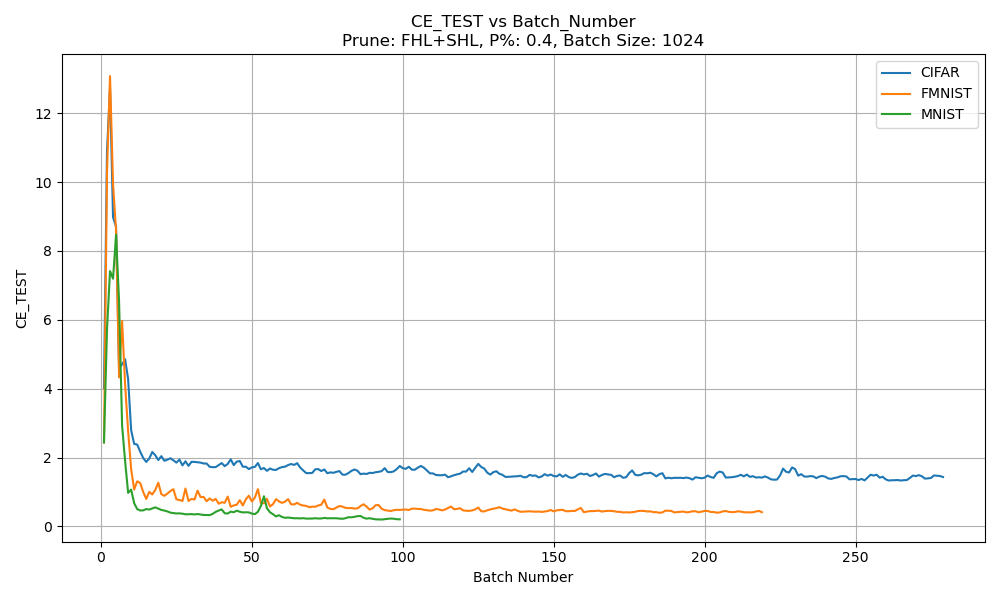 CE_TEST vs Batch_Number
Prune: FHL+SHL, P%: 0.4, Batch Size: 1024
CIFAR
FMNIST
MNIST
CE_TEST
12
10
8
6
4
2
0
0 50 100 150 200 250
Batch Number